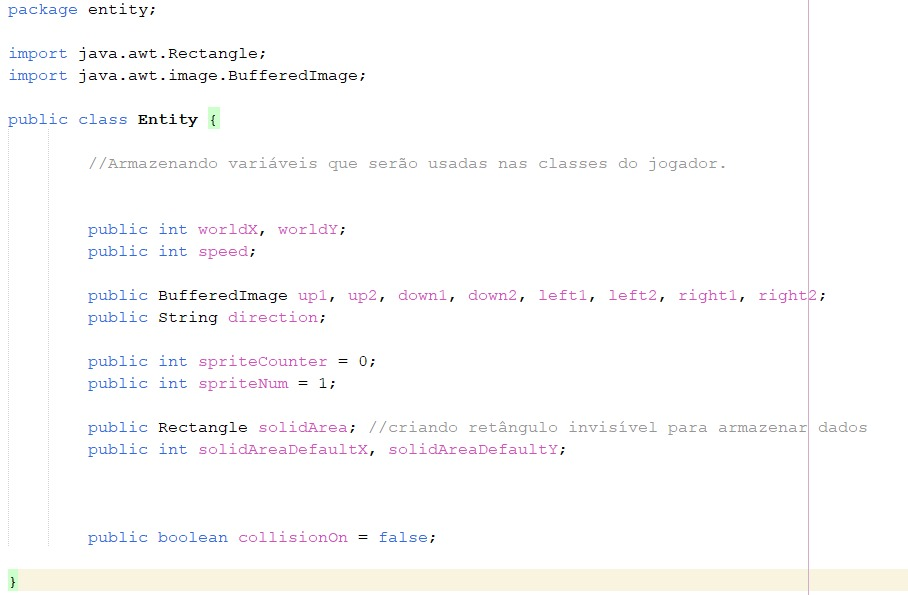 package entity;
import java.awt.Rectangle;
import java.awt.image.BufferedImage;
public class Entity {
//Armazenando variáveis que serão usadas nas classes do jogador.
public int worldX, worldY;
public int speed;
public BufferedImage up1, up2, down1, down2, left1, left2, right1, right2;
public String direction;
public int spriteCounter = 0;
public int spriteNum = 1;
public Rectangle solidArea; //criando retângulo invisível para armazenar dados
public int solidAreaDefaultX, solidAreaDefaultY;
public boolean collisionOn = false;
}